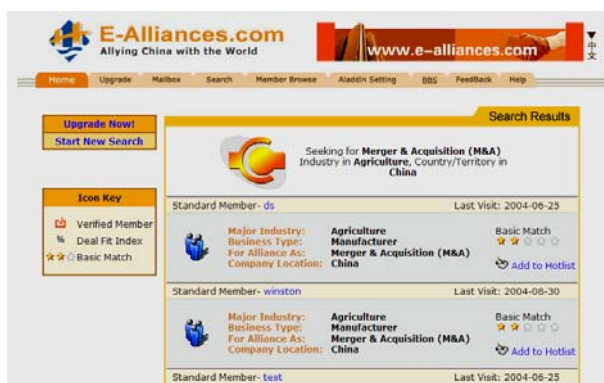 E-Alliances.com
Allying China with the World
www.e-alliances.com
中文
Home Upgrade Mailbox Search Member Browse Aladdin Setting BBS FeedBack Help
Upgrade Now!
Start New Search
Icon Key
Verified Member
% Deal Fit Index
Basic Match
Search Results
Seeking for Merger & Acquisition (M&A)
Industry in Agriculture, Country/Territory in
China
Standard Member- ds Last Visit: 2004-06-25
Major Industry: Agriculture Basic Match
Business Type: Manufacturer
For Alliance As: Merger & Acquisition (M&A)
Company Location: China Add to Hotlist
Standard Member- winston Last Visit: 2004-08-30
Major Industry: Agriculture Basic Match
Business Type: Manufacturer
For Alliance As: Merger & Acquisition (M&A)
Company Location: China Add to Hotlist
Standard Member- test Last Visit: 2004-06-25